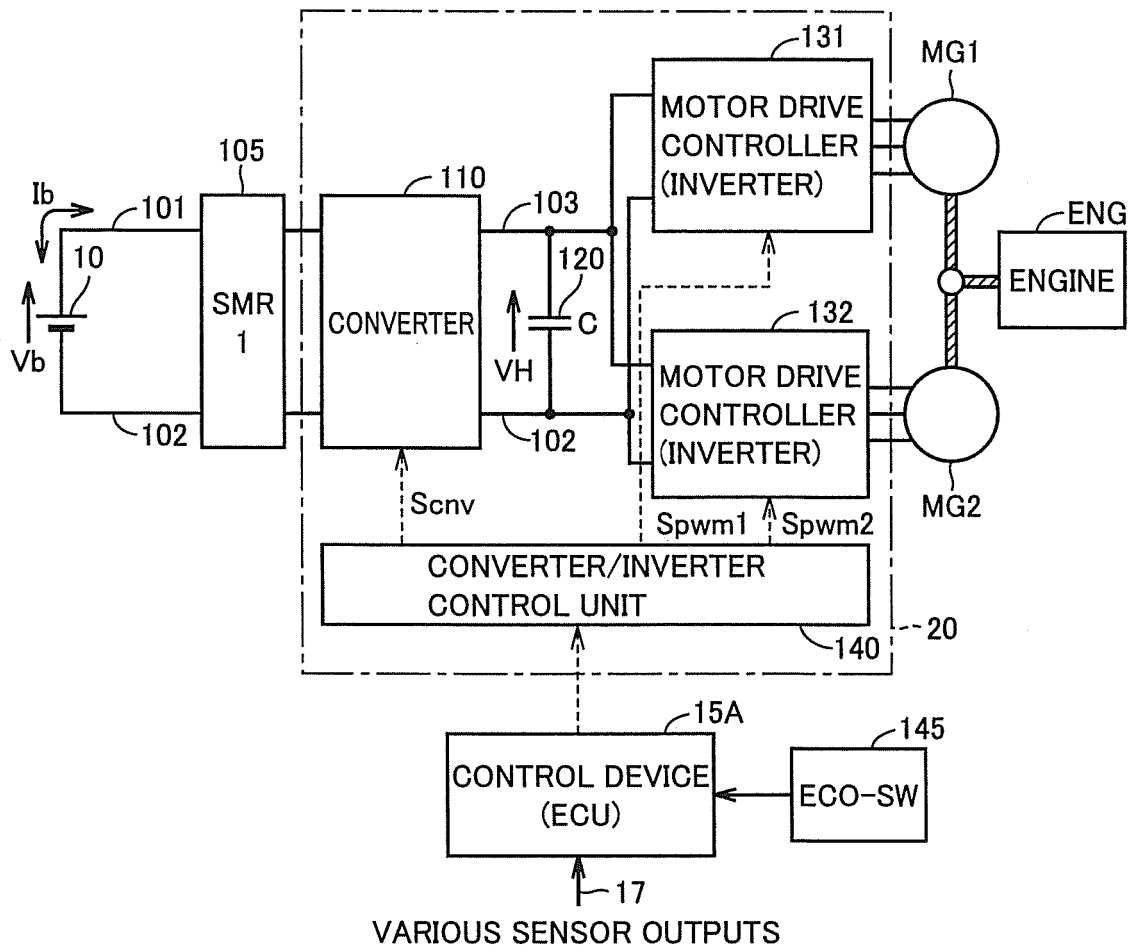 131
MG1
MOTOR DRIVE
CONTROLLER
(INVERTER)
105
110
Ib
101
103
ENG
10
120
SMR
1
CONVERTER
C
ENGINE
132
Vb
VH
MOTOR DRIVE
CONTROLLER
(INVERTER)
102
102
MG2
Scnv
Spwm1
Spwm2
CONVERTER/INVERTER
CONTROL UNIT
20
140
15A
145
CONTROL DEVICE
(ECU)
ECO-SW
17
VARIOUS SENSOR OUTPUTS